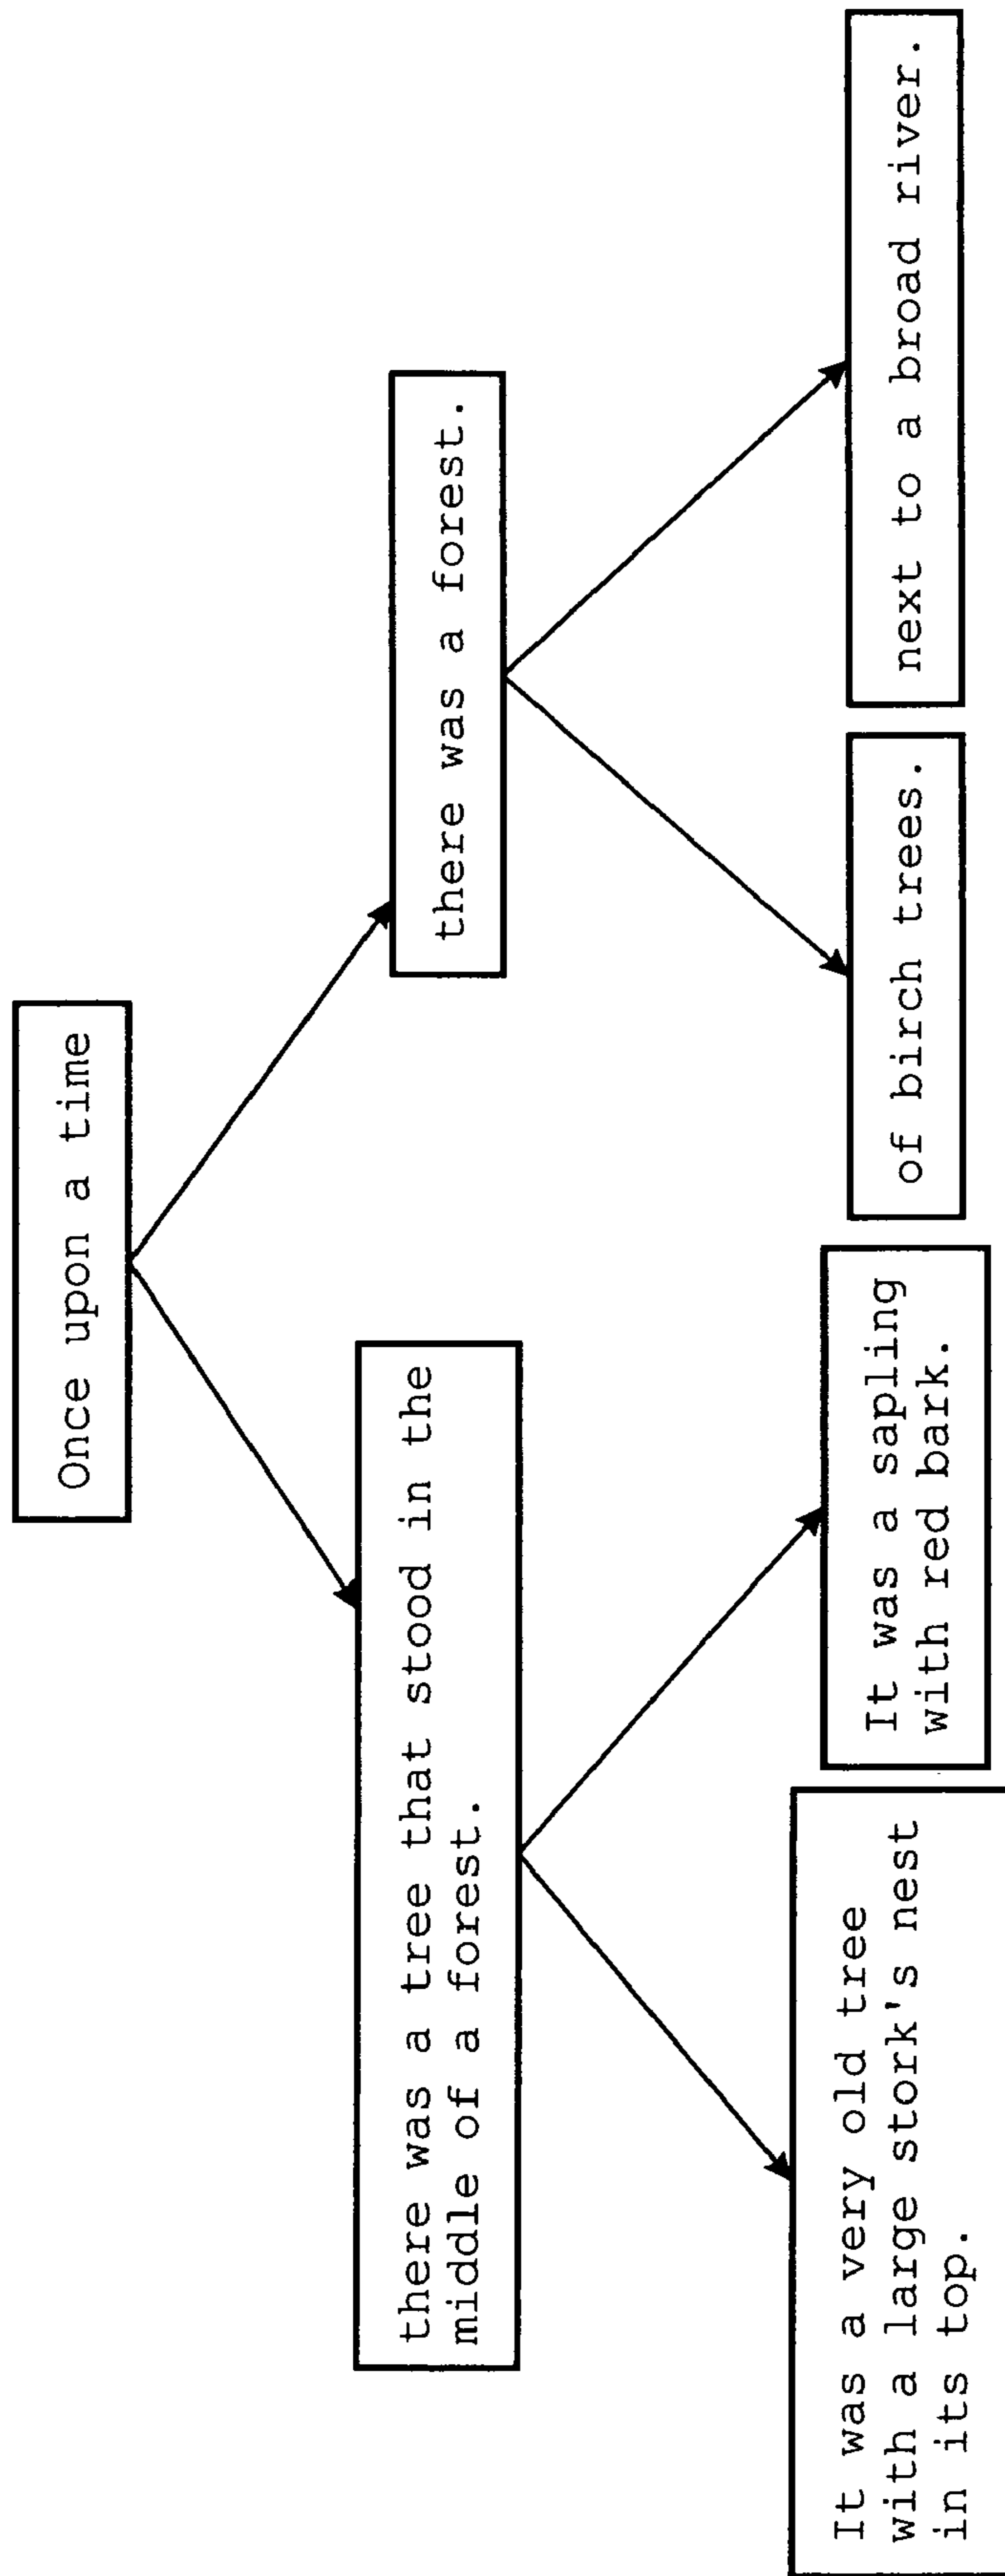 Once upon a time
there was a tree that stood in the
middle of a forest.
there was a forest.
It was a very old tree
with a large stork's nest
in its top.
It was a sapling
with red bark.
of birch trees.
next to a broad river.